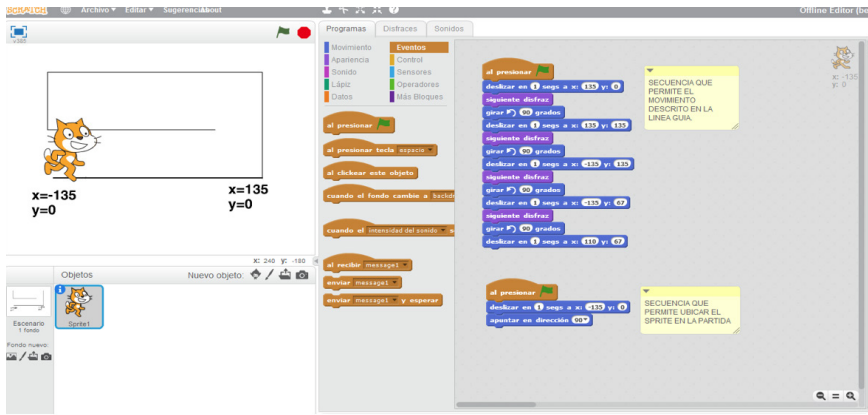 SCRATCH Archivo Editar Sugerencias About Offline Editor (be
Programas Disfraces Sonidos
Movimiento Eventos
Apariencia Control
Sonido Sensores
Lápiz Operadores
Datos Más Bloques
al presionar
al presionar tecla espacio
al clickear este objeto
cuando el fondo cambie a backdr
cuando el intensidad del sonido s
al recibir message1
enviar message1
enviar message1 y esperar
x=-135
y=0
x=135
y=0
x: 240 y: -180
Objetos Nuevo objeto:
Escenario
1 fondo
Fondo nuevo:
Sprite1
al presionar
deslizar en 1 segs a x: 135 y: 0
siguiente disfraz
girar 90 grados
deslizar en 1 segs a x: 135 y: 135
siguiente disfraz
girar 90 grados
deslizar en 1 segs a x: -135 y: 135
siguiente disfraz
girar 90 grados
deslizar en 1 segs a x: -135 y: 67
siguiente disfraz
girar 90 grados
deslizar en 1 segs a x: 110 y: 67
SECUENCIA QUE
PERMITE EL
MOVIMIENTO
DESCRITO EN LA
LINEA GUIA.
x: -135
y: 0
al presionar
deslizar en 1 segs a x: -135 y: 0
apuntar en dirección 90
SECUENCIA QUE
PERMITE UBICAR EL
SPRITE EN LA PARTIDA